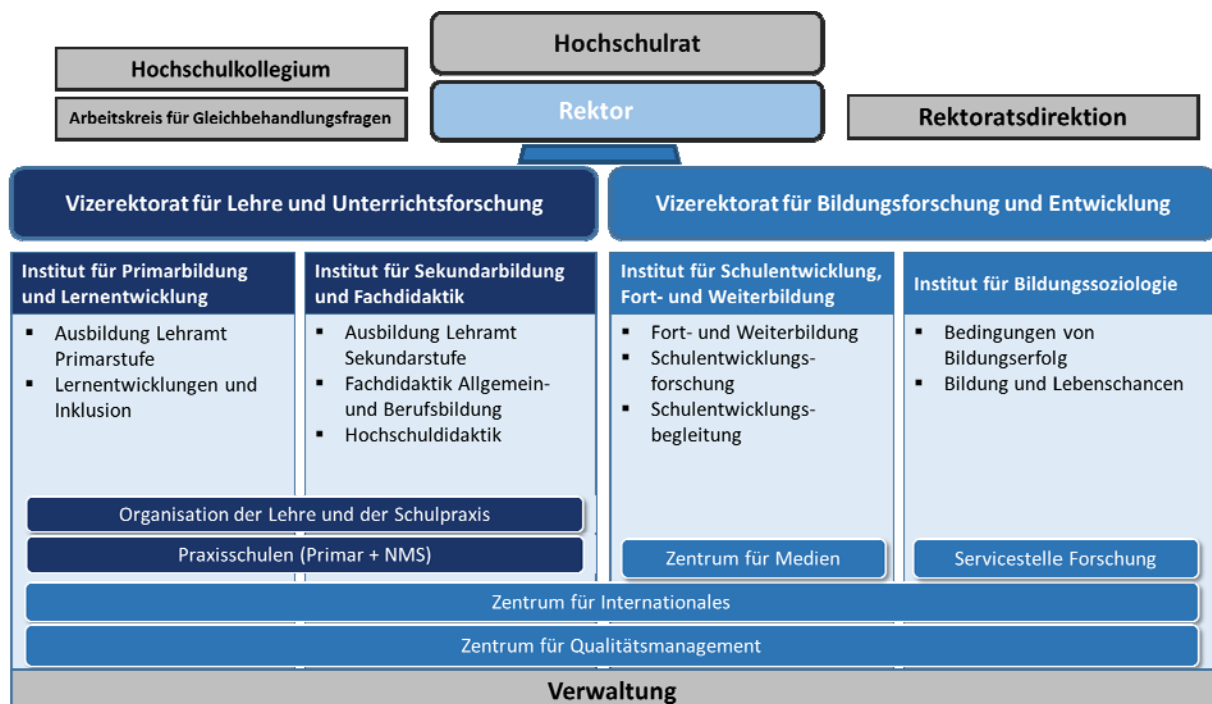 Hochschulrat
Hochschulkollegium
Arbeitskreis für Gleichbehandlungsfragen
Rektor
Rektoratsdirektion
Vizerektorat für Lehre und Unterrichtsforschung
Vizerektorat für Bildungsforschung und Entwicklung
Institut für Primarbildung
und Lernentwicklung
▪ Ausbildung Lehramt
Primarstufe
▪ Lernentwicklungen und
Inklusion
Institut für Sekundarbildung
und Fachdidaktik
▪ Ausbildung Lehramt
Sekundarstufe
▪ Fachdidaktik Allgemein-
und Berufsbildung
▪ Hochschuldidaktik
Institut für Schulentwicklung,
Fort- und Weiterbildung
▪ Fort- und Weiterbildung
▪ Schulentwicklungs-
forschung
▪ Schulentwicklungs-
begleitung
Institut für Bildungssoziologie
▪ Bedingungen von
Bildungserfolg
▪ Bildung und Lebenschancen
Organisation der Lehre und der Schulpraxis
Praxisschulen (Primar + NMS)
Zentrum für Medien
Servicestelle Forschung
Zentrum für Internationales
Zentrum für Qualitätsmanagement
Verwaltung